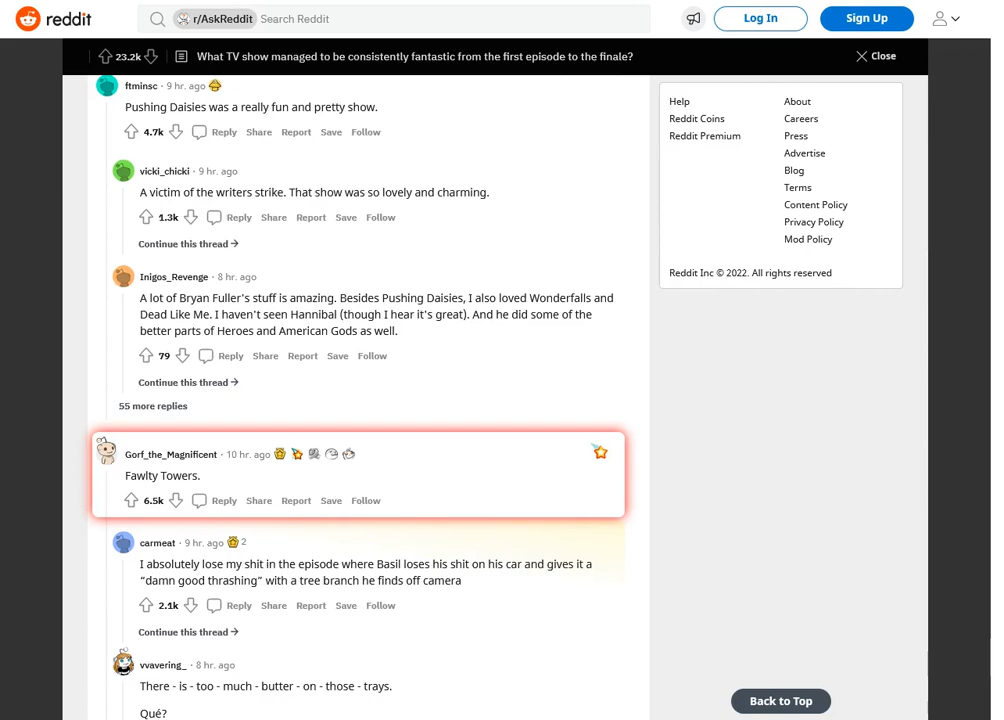 reddit
r/AskReddit Search Reddit
Log In
Sign Up
23.2k What TV show managed to be consistently fantastic from the first episode to the finale? Close
ftminsc · 9 hr. ago
Pushing Daisies was a really fun and pretty show.
4.7k Reply Share Report Save Follow
vicki_chicki · 9 hr. ago
A victim of the writers strike. That show was so lovely and charming.
1.3k Reply Share Report Save Follow
Continue this thread →
Inigos_Revenge · 8 hr. ago
A lot of Bryan Fuller's stuff is amazing. Besides Pushing Daisies, I also loved Wonderfalls and
Dead Like Me. I haven't seen Hannibal (though I hear it's great). And he did some of the
better parts of Heroes and American Gods as well.
79 Reply Share Report Save Follow
Continue this thread →
55 more replies
Gorf_the_Magnificent · 10 hr. ago
Fawlty Towers.
6.5k Reply Share Report Save Follow
carmeat · 9 hr. ago 2
I absolutely lose my shit in the episode where Basil loses his shit on his car and gives it a
“damn good thrashing” with a tree branch he finds off camera
2.1k Reply Share Report Save Follow
Continue this thread →
vvavering_ · 8 hr. ago
There - is - too - much - butter - on - those - trays.
Qué?
Help
Reddit Coins
Reddit Premium
About
Careers
Press
Advertise
Blog
Terms
Content Policy
Privacy Policy
Mod Policy
Reddit Inc © 2022. All rights reserved
Back to Top